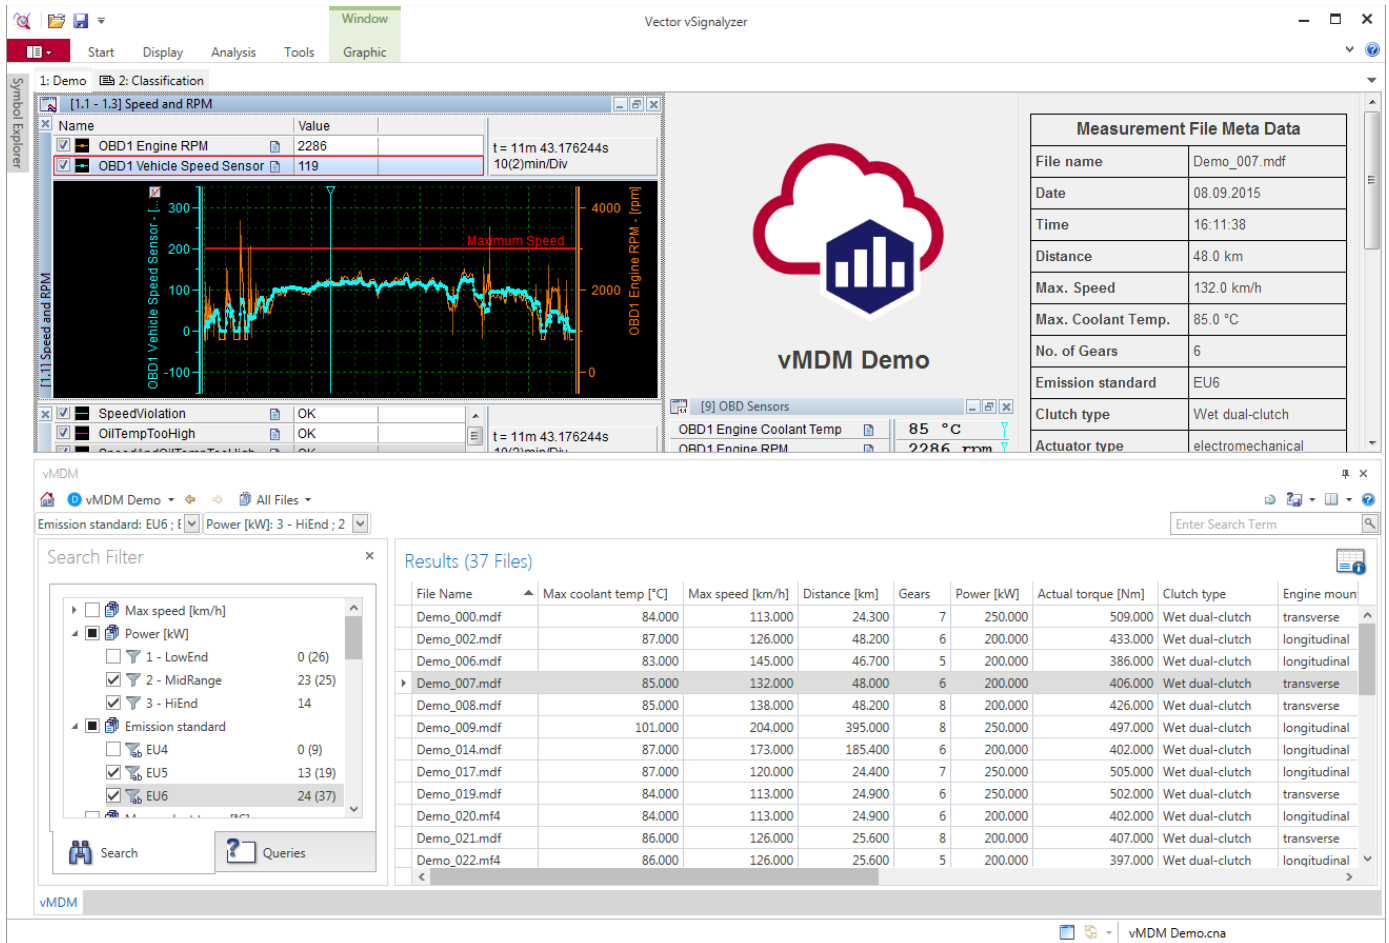 Window
Vector vSignalyzer
Start Display Analysis Tools Graphic
Symbol Explorer
1: Demo 2: Classification
[1.1 - 1.3] Speed and RPM
Name Value
OBD1 Engine RPM 2286
OBD1 Vehicle Speed Sensor 119
t = 11m 43.176244s
10(2)min/Div
[1.1] Speed and RPM
OBD1 Vehicle Speed Sensor - [...
300
200
100
0
-100
Maximum Speed
4000
2000
0
OBD1 Engine RPM - [rpm]
SpeedViolation OK
OilTempTooHigh OK
SpeedAndOilTempTooHigh OK
t = 11m 43.176244s
10(2)min/Div
vMDM Demo
[9] OBD Sensors
OBD1 Engine Coolant Temp 85 °C
OBD1 Engine RPM 2286 rpm
Measurement File Meta Data
File name Demo_007.mdf
Date 08.09.2015
Time 16:11:38
Distance 48.0 km
Max. Speed 132.0 km/h
Max. Coolant Temp. 85.0 °C
No. of Gears 6
Emission standard EU6
Clutch type Wet dual-clutch
Actuator type electromechanical
vMDM
D vMDM Demo All Files
Emission standard: EU6 ; E Power [kW]: 3 - HiEnd ; 2
Enter Search Term
Search Filter
Max speed [km/h]
Power [kW]
1 - LowEnd 0 (26)
2 - MidRange 23 (25)
3 - HiEnd 14
Emission standard
EU4 0 (9)
EU5 13 (19)
EU6 24 (37)
Search Queries
Results (37 Files)
File Name Max coolant temp [°C] Max speed [km/h] Distance [km] Gears Power [kW] Actual torque [Nm] Clutch type Engine moun
Demo_000.mdf 84.000 113.000 24.300 7 250.000 509.000 Wet dual-clutch transverse
Demo_002.mdf 87.000 126.000 48.200 6 200.000 433.000 Wet dual-clutch longitudinal
Demo_006.mdf 83.000 145.000 46.700 5 200.000 386.000 Wet dual-clutch longitudinal
Demo_007.mdf 85.000 132.000 48.000 6 200.000 406.000 Wet dual-clutch transverse
Demo_008.mdf 85.000 138.000 48.200 8 200.000 426.000 Wet dual-clutch transverse
Demo_009.mdf 101.000 204.000 395.000 8 250.000 497.000 Wet dual-clutch longitudinal
Demo_014.mdf 87.000 173.000 185.400 6 200.000 402.000 Wet dual-clutch longitudinal
Demo_017.mdf 87.000 120.000 24.400 7 250.000 505.000 Wet dual-clutch longitudinal
Demo_019.mdf 84.000 113.000 24.900 6 250.000 502.000 Wet dual-clutch transverse
Demo_020.mf4 84.000 113.000 24.900 6 200.000 402.000 Wet dual-clutch longitudinal
Demo_021.mdf 86.000 126.000 25.600 8 200.000 407.000 Wet dual-clutch transverse
Demo_022.mf4 86.000 126.000 25.600 5 200.000 397.000 Wet dual-clutch longitudinal
vMDM
vMDM Demo.cna